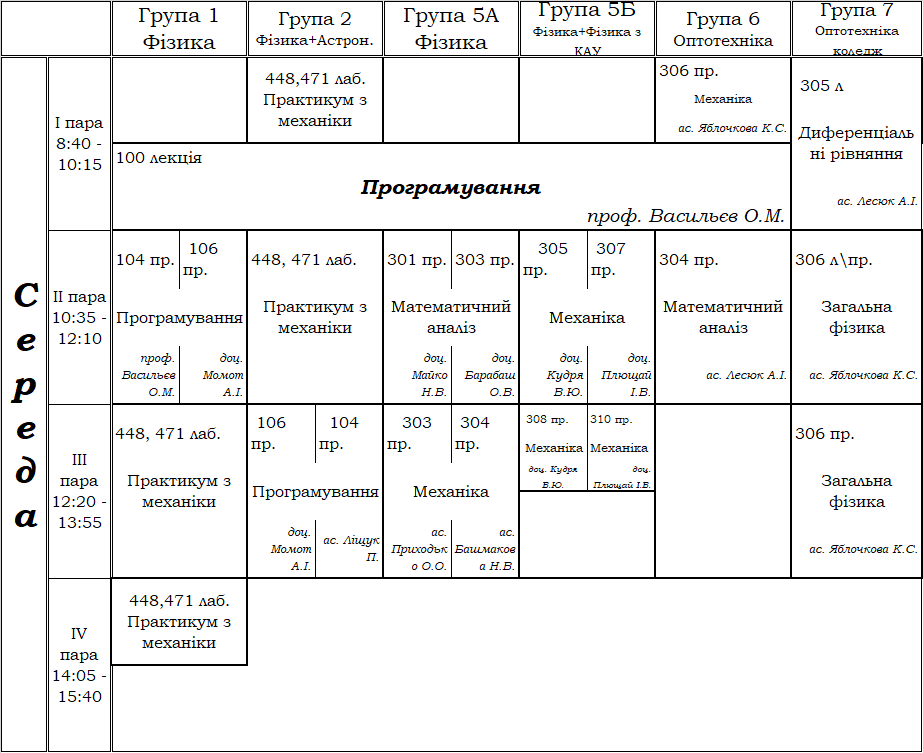 Група 1
Фізика
Група 2
Фізика+Астрон.
Група 5А
Фізика
Група 5Б
Фізика+Фізика з
КАУ
Група 6
Оптотехніка
Група 7
Оптотехніка
коледж
С
е
р
е
д
а
I пара
8:40 -
10:15
448,471 лаб.
Практикум з
механіки
306 пр.
Механіка
ас. Яблочкова К.С.
305 л
Диференціаль
ні рівняння
ас. Лесюк А.І.
100 лекція
Програмування
проф. Васильєв О.М.
II пара
10:35 -
12:10
104 пр.
106
пр.
Програмування
проф.
Васильєв
О.М.
доц.
Момот
А.І.
448, 471 лаб.
Практикум з
механіки
301 пр.
303 пр.
Математичний
аналіз
доц.
Майко
Н.В.
доц.
Барабаш
О.В.
305
пр.
307
пр.
Механіка
доц.
Кудря
В.Ю.
доц.
Плющай
І.В.
304 пр.
Математичний
аналіз
ас. Лесюк А.І.
306 л\пр.
Загальна
фізика
ас. Яблочкова К.С.
III
пара
12:20 -
13:55
448, 471 лаб.
Практикум з
механіки
106
пр.
104
пр.
Програмування
доц.
Момот
А.І.
ас. Ліщук
П.
303
пр.
304
пр.
Механіка
ас.
Приходьк
о О.О.
ас.
Башмаков
а Н.В.
308 пр.
Механіка
доц. Кудря
В.Ю.
310 пр.
Механіка
доц.
Плющай І.В.
306 пр.
Загальна
фізика
ас. Яблочкова К.С.
IV
пара
14:05 -
15:40
448,471 лаб.
Практикум з
механіки